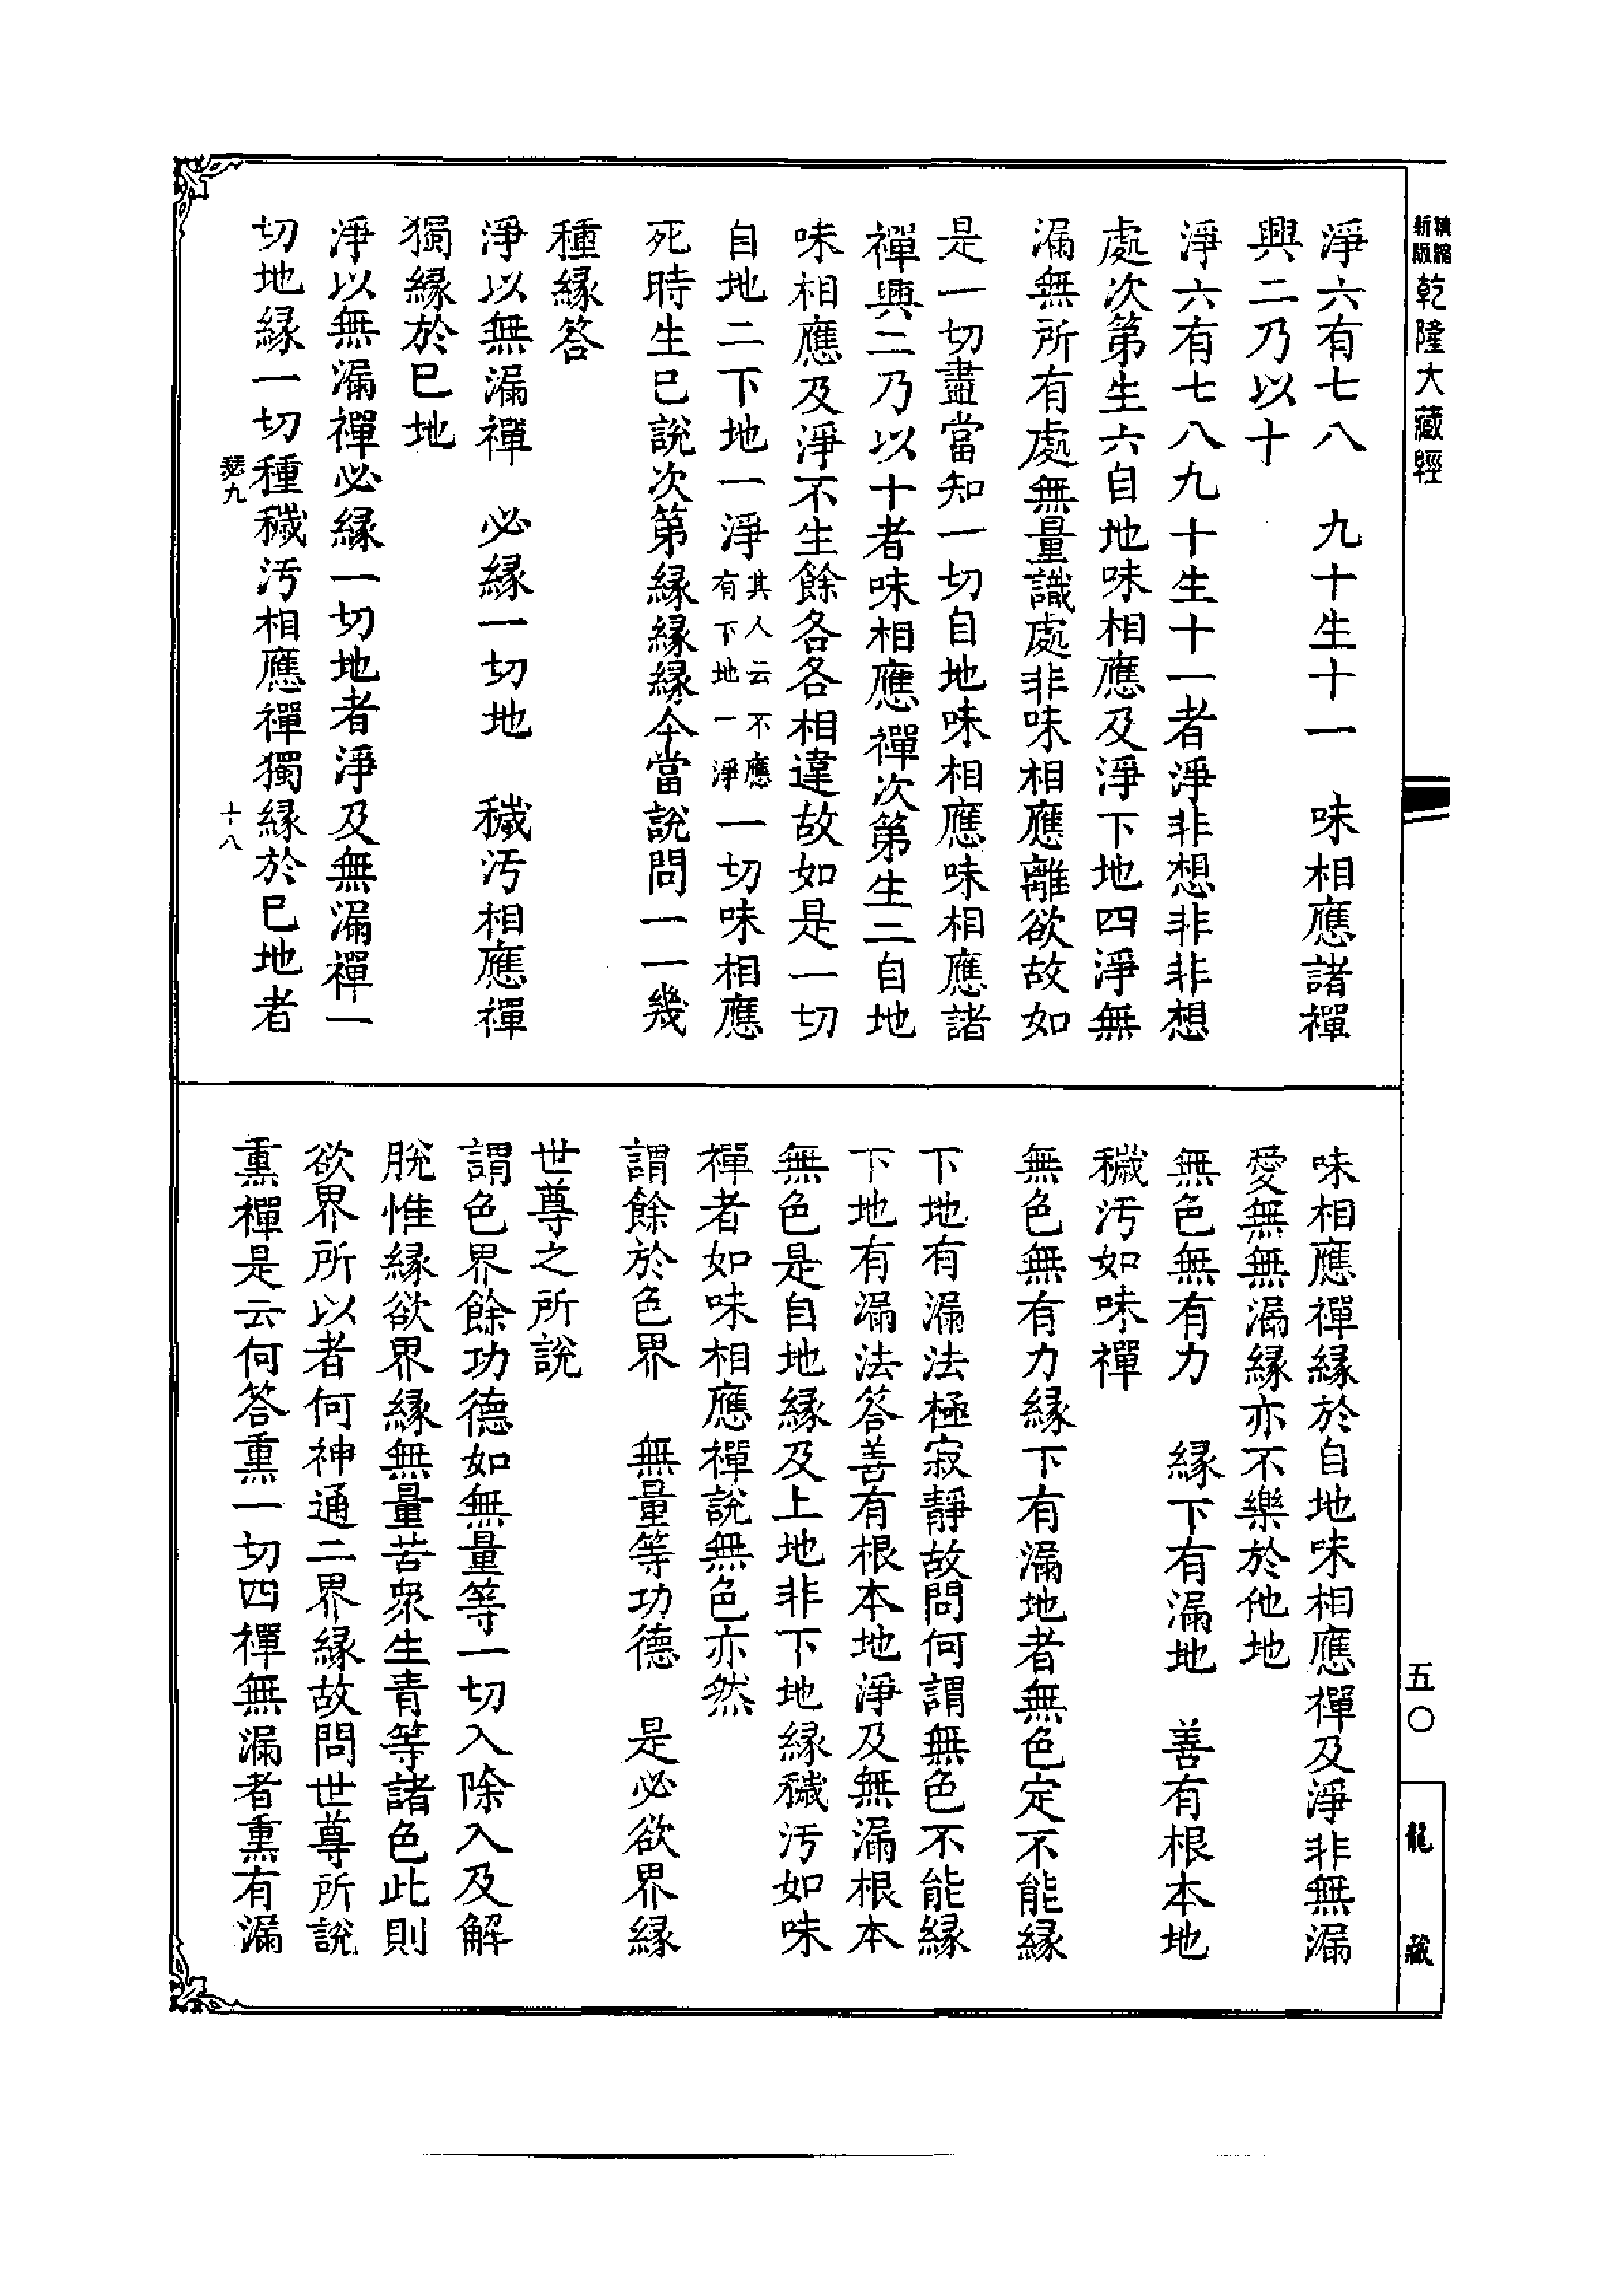 新版精縮乾隆大藏經
五〇
龍藏
淨六有七八　九十生十一　味相應諸禪
興二乃以十
淨六有七八九十生十一者淨非想非非想
處次第生六自地味相應及淨下地四淨無
漏無所有處無量識處非味相應離欲故如
是一切盡當知一切自地味相應味相應諸
禪興二乃以十者味相應禪次第生二自地
味相應及淨不生餘各各相違故如是一切
自地二下地一淨其人云不應有下地一淨一切味相應
死時生已說次第緣緣緣今當說問一一幾
種緣答
淨以無漏禪　必緣一切地　穢污相應禪
獨緣於已地
淨以無漏禪必緣一切地者淨及無漏禪一
切地緣一切種穢污相應禪獨緣於已地者
瑟九
十八
味相應禪緣於自地味相應禪及淨非無漏
愛無無漏緣亦不樂於他地
無色無有力　緣下有漏地　善有根本地
穢污如味禪
無色無有力緣下有漏地者無色定不能緣
下地有漏法極寂靜故問何謂無色不能緣
下地有漏法答善有根本地淨及無漏根本
無色是自地緣及上地非下地緣穢污如味
禪者如味相應禪說無色亦然
謂餘於色界　無量等功德　是必欲界緣
世尊之所說
謂色界餘功德如無量等一切入除入及解
脫惟緣欲界緣無量苦眾生青等諸色此則
欲界所以者何神通二界緣故問世尊所說
熏禪是云何答熏一切四禪無漏者熏有漏